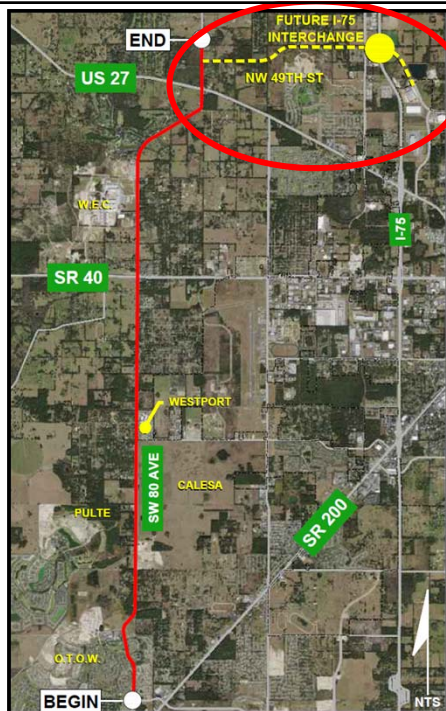 END
FUTURE I-75
INTERCHANGE
US 27
NW 49TH ST
W.E.C.
I-75
SR 40
WESTPORT
SW 80 AVE
CALESA
PULTE
SR 200
O.T.O.W.
BEGIN
NTS